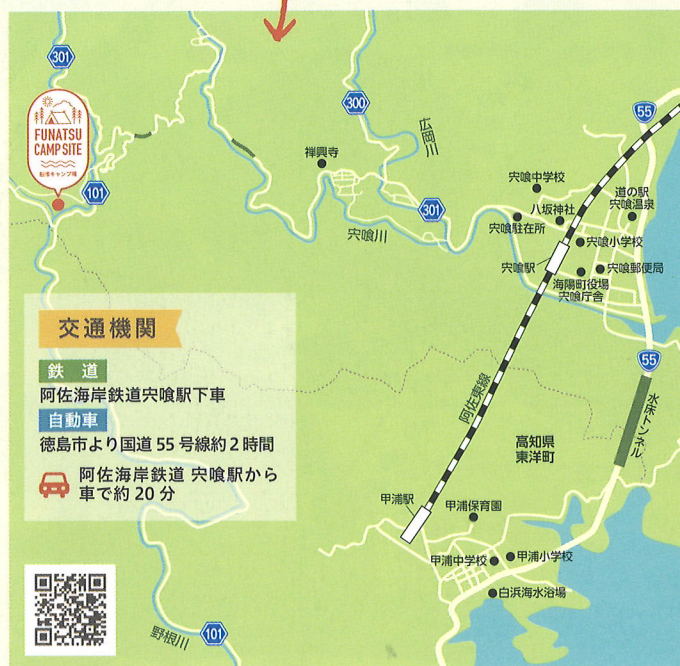 301
FUNATSU
CAMP SITE
船津キャンプ場
101
300
広岡川
禅興寺
301
宍喰川
55
宍喰中学校
道の駅
宍喰温泉
八坂神社
宍喰駐在所
宍喰小学校
宍喰駅
宍喰郵便局
海陽町役場
宍喰庁舎
交通機関
鉄 道
阿佐海岸鉄道宍喰駅下車
自動車
徳島市より国道 55 号線約 2 時間
阿佐海岸鉄道 宍喰駅から
車で約 20 分
55
水床トンネル
阿佐東線
高知県
東洋町
甲浦駅
甲浦保育園
甲浦中学校
甲浦小学校
白浜海水浴場
野根川
101